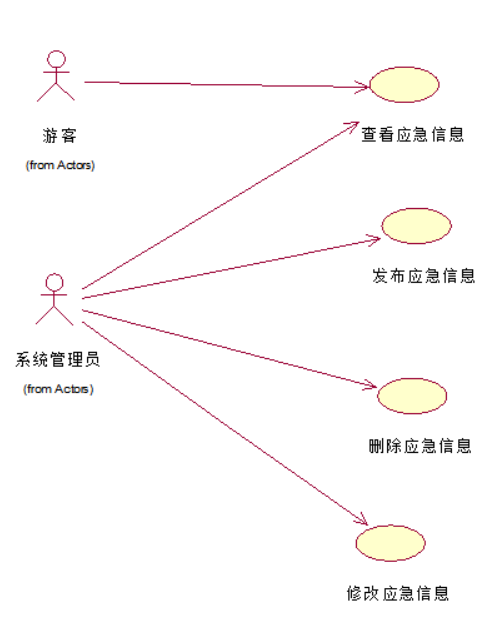 游客
(from Actors)
查看应急信息
发布应急信息
系统管理员
(from Actors)
删除应急信息
修改应急信息